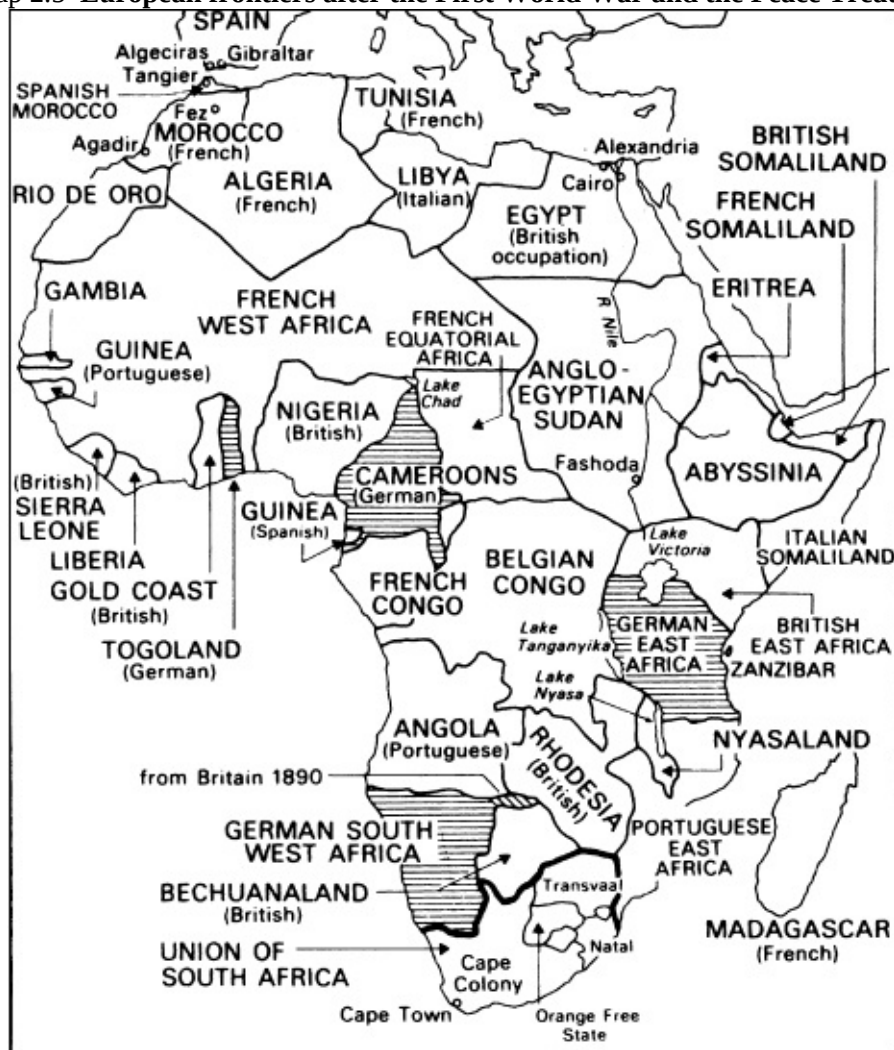 2.3 European frontiers after the First World War and the Peace
SPAIN
Algeciras
Gibraltar
Tangier
SPANISH
MOROCCO
Fez
MOROCCO
(French)
Agadir
TUNISIA
(French)
ALGERIA
(French)
LIBYA
(Italian)
Alexandria
Cairo
EGYPT
(British
occupation)
BRITISH
SOMALILAND
FRENCH
SOMALILAND
ERITREA
RIO DE ORO
GAMBIA
GUINEA
(Portuguese)
FRENCH
WEST AFRICA
FRENCH
EQUATORIAL
AFRICA
R Nile
Lake
Chad
ANGLO-
EGYPTIAN
SUDAN
NIGERIA
(British)
CAMEROONS
(German)
Fashoda
ABYSSINIA
(British)
SIERRA
LEONE
LIBERIA
GOLD COAST
(British)
TOGOLAND
(German)
GUINEA
(Spanish)
FRENCH
CONGO
BELGIAN
CONGO
Lake
Victoria
ITALIAN
SOMALILAND
Lake
Tanganyika
GERMAN
EAST
AFRICA
BRITISH
EAST AFRICA
ZANZIBAR
Lake
Nyasa
ANGOLA
(Portuguese)
RHODESIA
(British)
NYASALAND
from Britain 1890
GERMAN SOUTH
WEST AFRICA
PORTUGUESE
EAST
AFRICA
BECHUANALAND
(British)
Transvaal
MADAGASCAR
(French)
UNION OF
SOUTH AFRICA
Natal
Cape
Colony
Cape Town
Orange Free
State